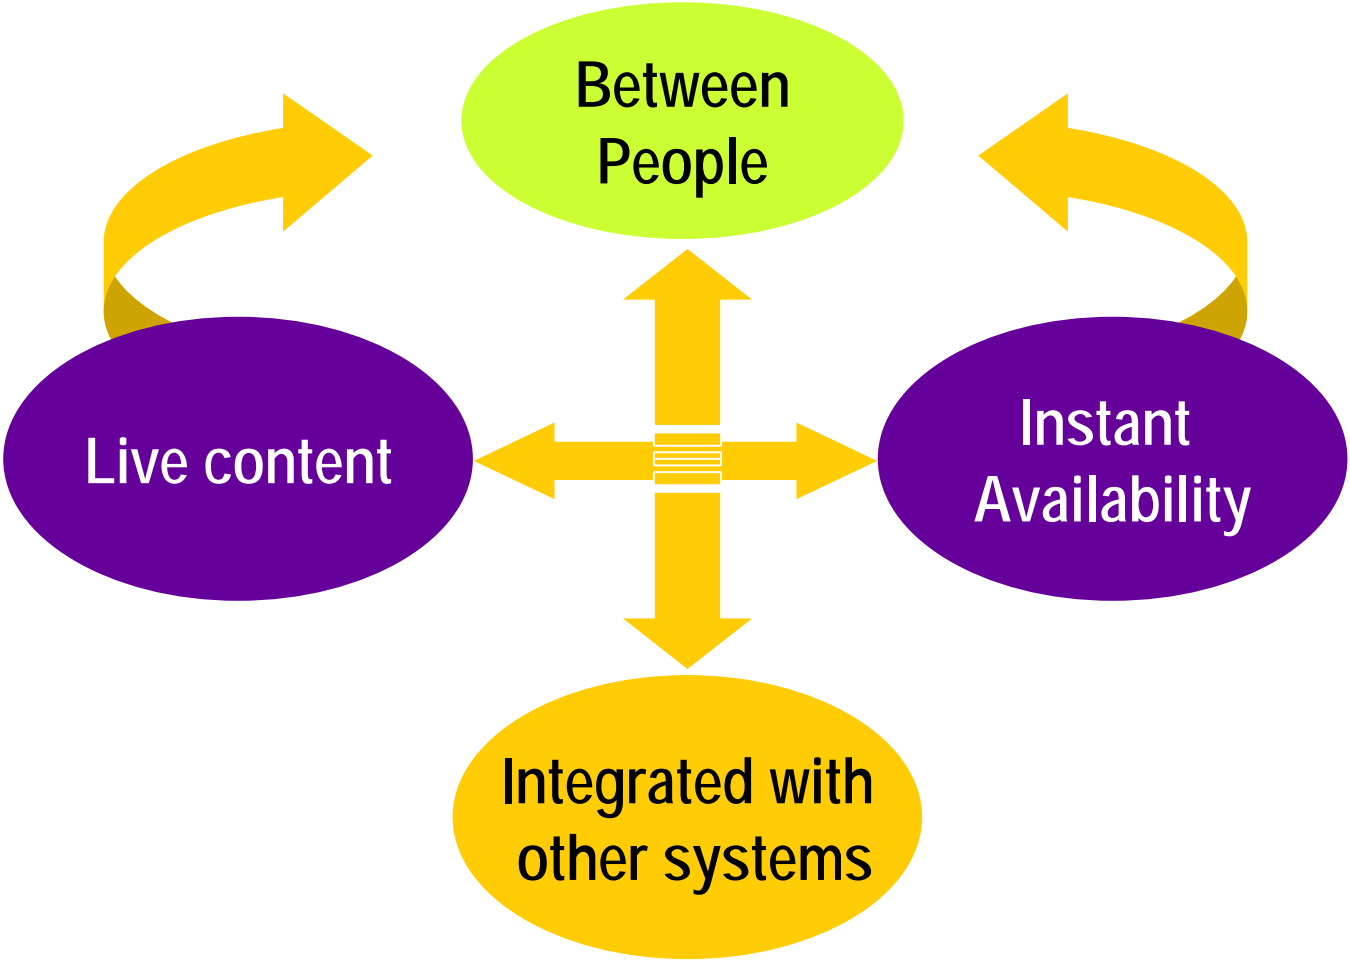 Between
People
Live content
Instant
Availability
Integrated with
other systems